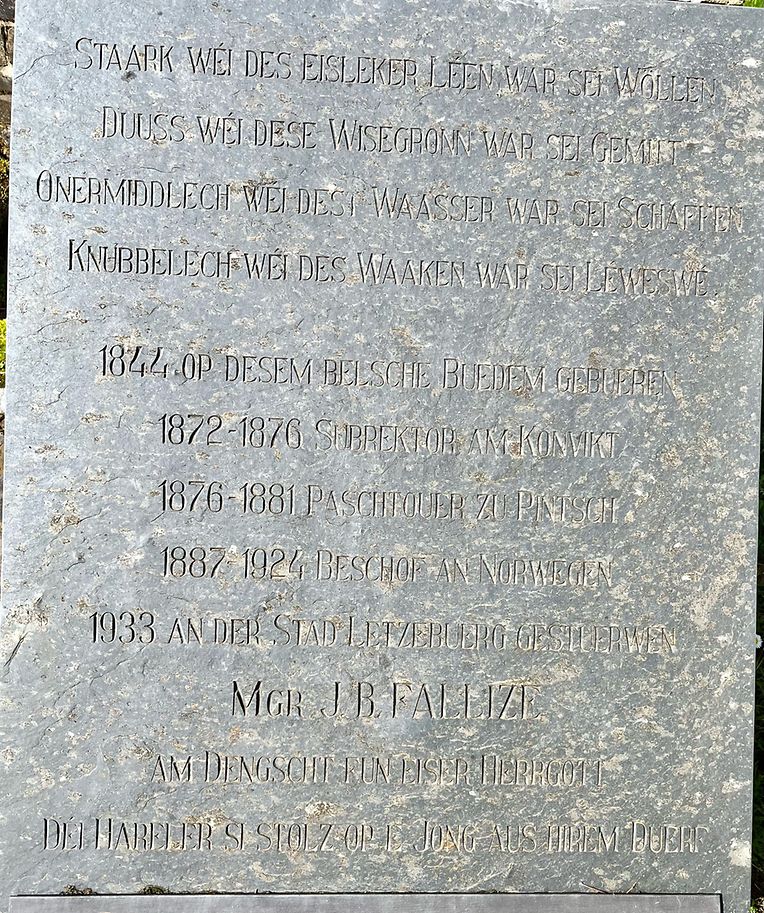 STAARK WÉI DES EISLEKER LEEN WAR SEI WÖLLEN
DUUSS WÉI DESE WISEGRONN WAR SEI GEMITT
ONERMIDDLECH WÉI DEST WAASSER WAR SEI SCHAFFEN
KNUBBELECH WÉI DES WAAKEN WAR SEI LÉWESWÉ
1844 OP DESEM BELSCHE BUEDEM GEBUEREN
1872-1876 SUBREKTOR AM KONVIKT
1876-1881 PASCHTOUER ZU PINTSCH
1887-1924 BESCHOF AN NORWEGEN
1933 AN DER STAD LETZEBUERG GESTUERWEN
MGR J.B. FALLIZE
AM DENGSCHT FUN EISER HERRGOTT
DÉI HARELER SI STOLZ OP E JONG AUS HIREM DUERF